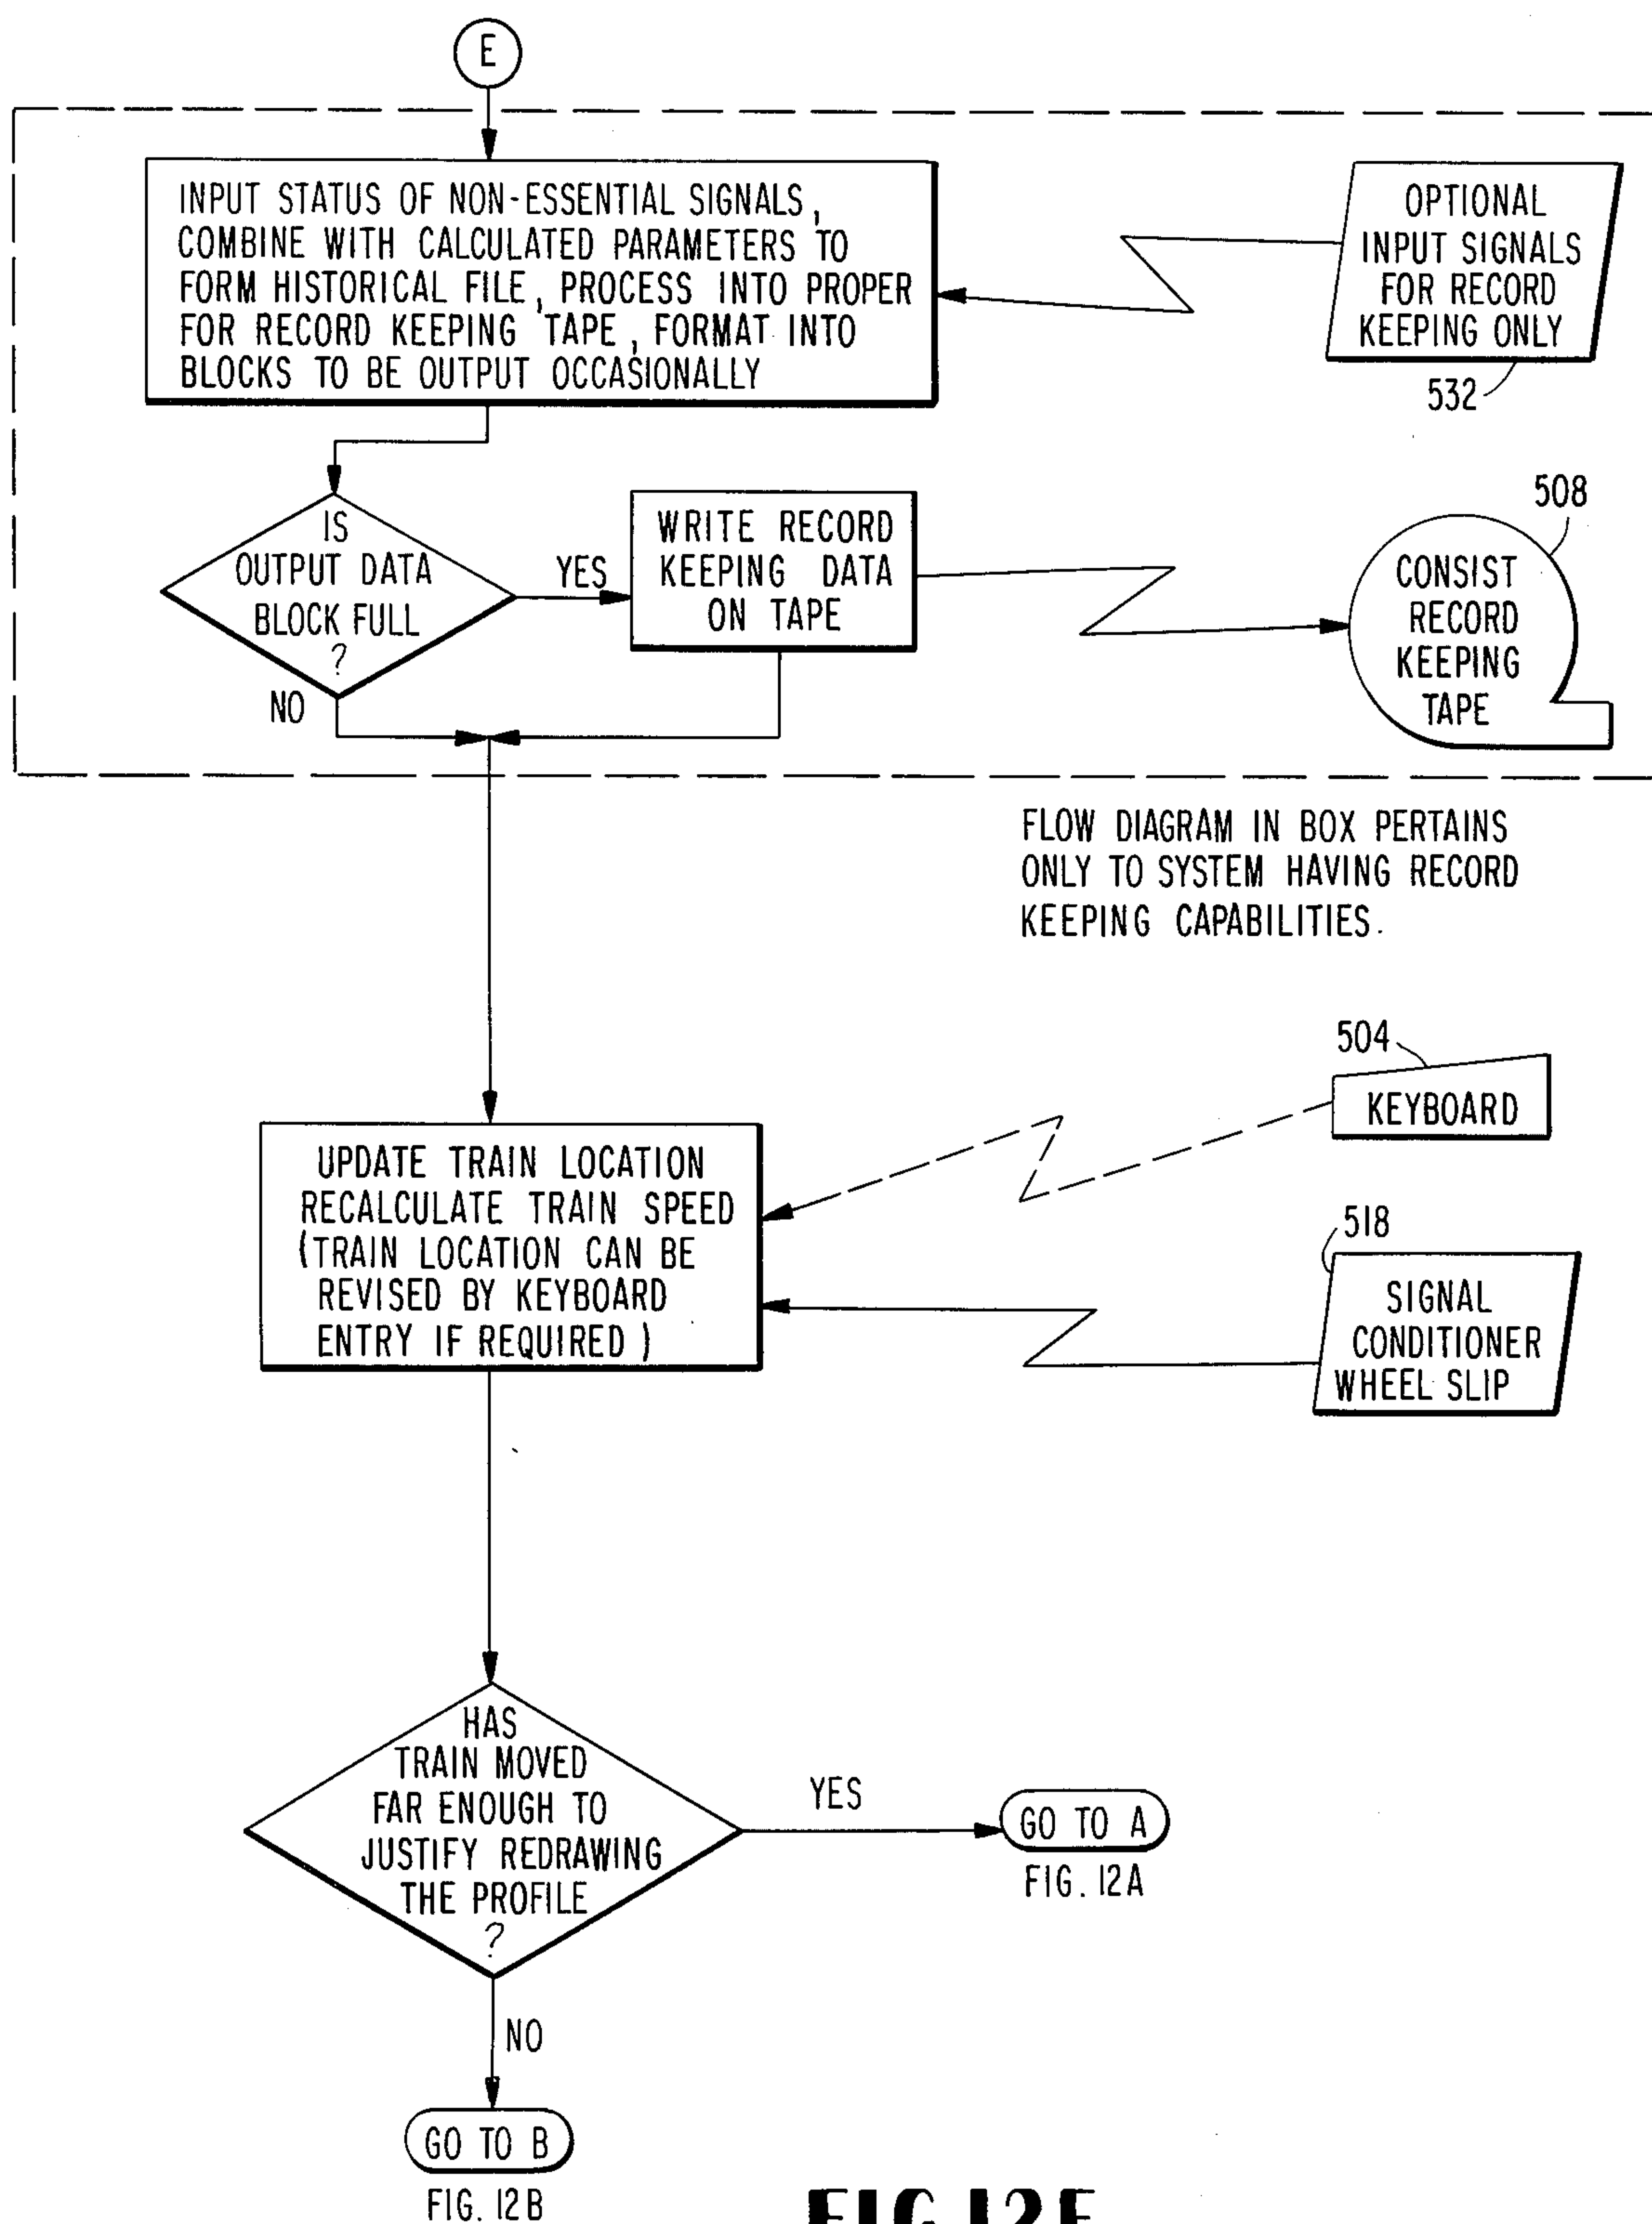 E
INPUT STATUS OF NON-ESSENTIAL SIGNALS,
COMBINE WITH CALCULATED PARAMETERS TO
FORM HISTORICAL FILE, PROCESS INTO PROPER
FOR RECORD KEEPING TAPE, FORMAT INTO
BLOCKS TO BE OUTPUT OCCASIONALLY
OPTIONAL
INPUT SIGNALS
FOR RECORD
KEEPING ONLY
532
IS
OUTPUT DATA
BLOCK FULL
?
YES
NO
WRITE RECORD
KEEPING DATA
ON TAPE
508
CONSIST
RECORD
KEEPING
TAPE
FLOW DIAGRAM IN BOX PERTAINS
ONLY TO SYSTEM HAVING RECORD
KEEPING CAPABILITIES.
504
KEYBOARD
UPDATE TRAIN LOCATION
RECALCULATE TRAIN SPEED
(TRAIN LOCATION CAN BE
REVISED BY KEYBOARD
ENTRY IF REQUIRED)
518
SIGNAL
CONDITIONER
WHEEL SLIP
HAS
TRAIN MOVED
FAR ENOUGH TO
JUSTIFY REDRAWING
THE PROFILE
?
YES
GO TO A
FIG. 12A
NO
GO TO B
FIG. 12B